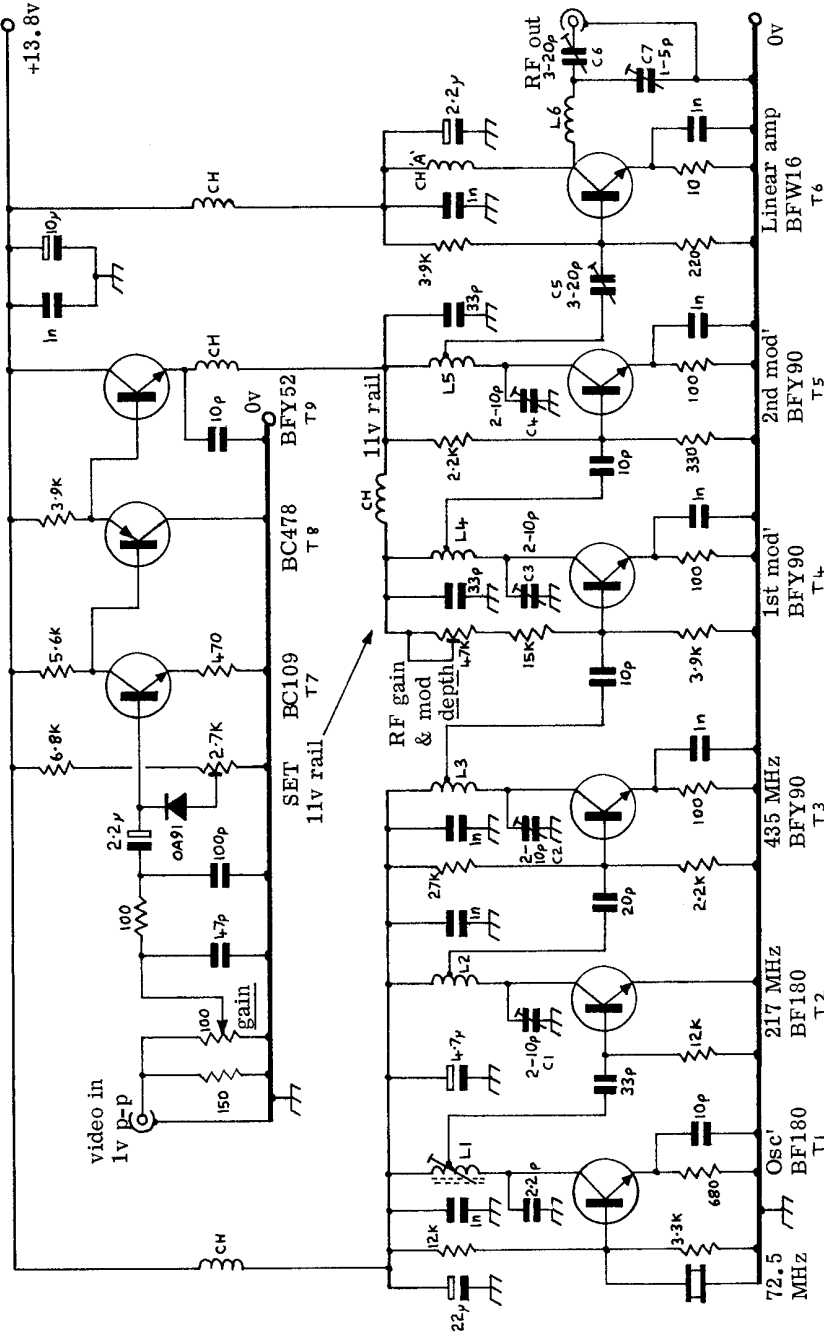 +13.8v
1n
10µ
CH
CH
3.9K
5.6K
6.8K
10p
0v
BFY52
T9
BC478
T8
BC109
T7
470
2.7K
SET
2.2µ
OA91
100p
100
47p
100
gain
150
video in
1v p-p
11v rail
11v rail
CH
CH
RF out
3-20p
C6
C7
1-5p
L6
2.2µ
CH 'A'
1n
3.9K
C5
3-20p
33p
L5
2-10p
C4
2.2K
10p
L4
2-10p
C3
33p
47K
15K
RF gain
& mod
depth
10p
L3
1n
2-
10p
C2
27K
1n
20p
L2
2-10p
C1
4.7µ
33p
L1
2.2p
1n
12K
22µ
72.5
MHz
3.3K
680
10p
Osc'
BF180
T1
12K
217 MHz
BF180
T2
2.2K
100
1n
435 MHz
BFY90
T3
3.9K
100
1n
1st mod'
BFY90
T4
330
100
1n
2nd mod'
BFY90
T5
220
10
1n
Linear amp
BFW16
T6
0v